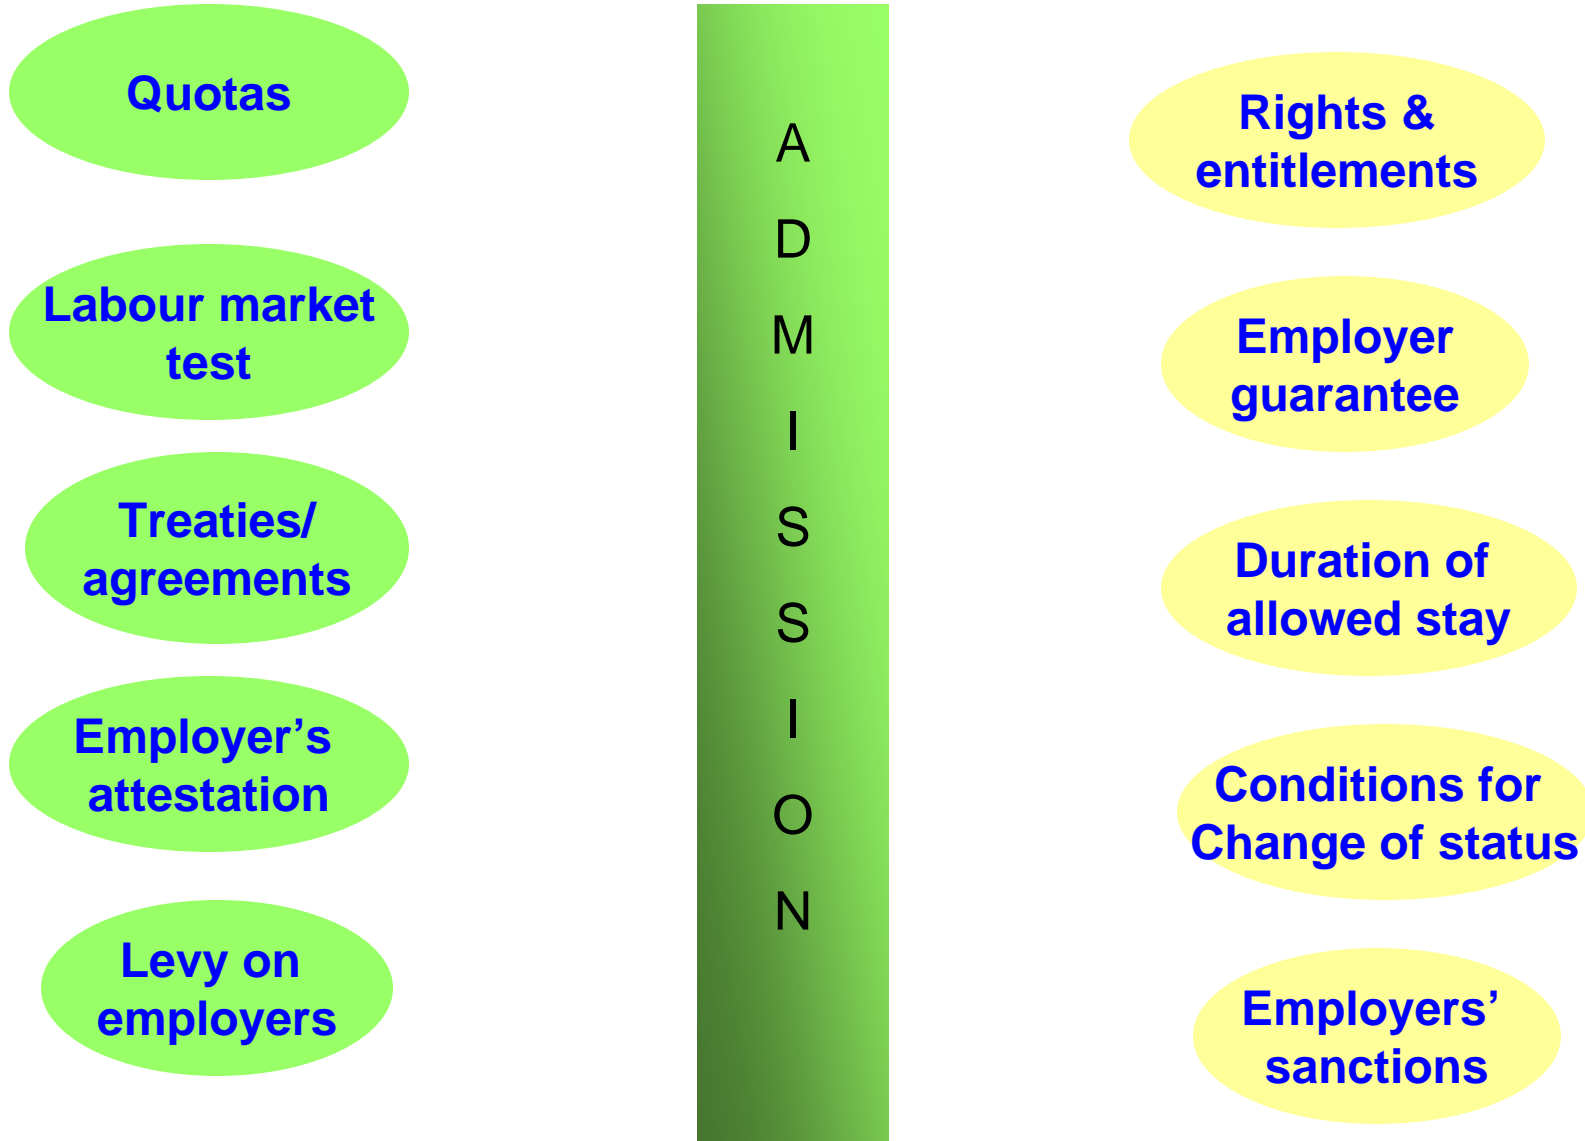 Quotas
Labour market
test
Treaties/
agreements
Employer’s
attestation
Levy on
employers
A
D
M
I
S
S
I
O
N
Rights &
entitlements
Employer
guarantee
Duration of
allowed stay
Conditions for
Change of status
Employers’
sanctions